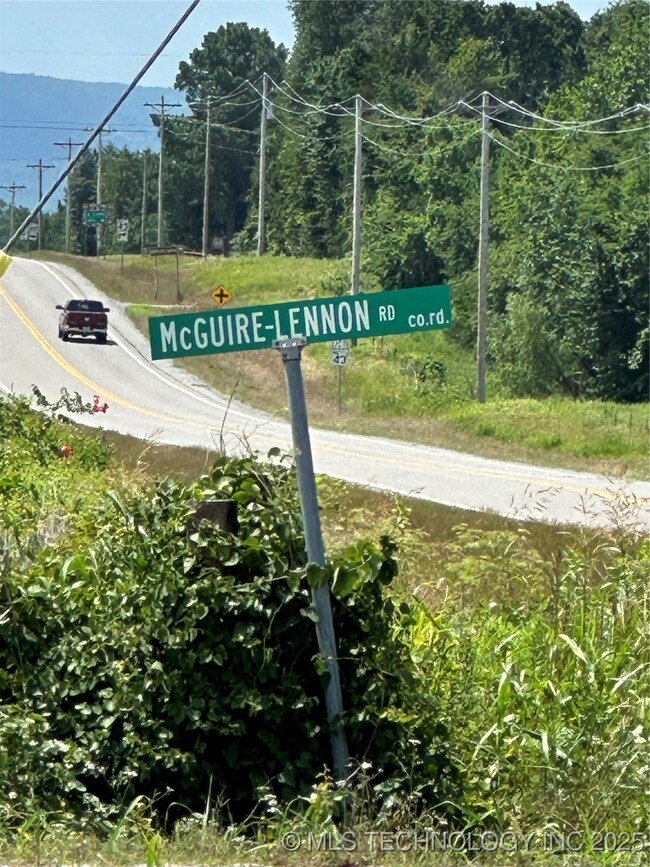 McGUIRE-LENNON RD co.rd.
© MLS TECHNOLOGY INC 2025